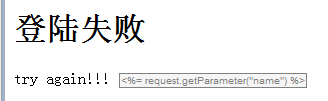 登陆失败
try again!!! <%= request.getParameter("name") %>